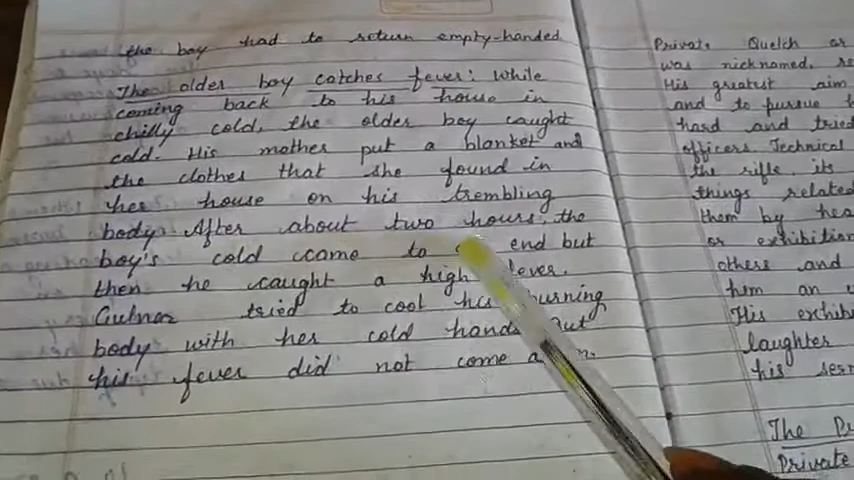 the boy had to return empty-handed
The older boy catches fever: While
coming back to his house in
chilly cold, the older boy caught
cold. His mother put a blanket and
the clothes that she found in
her house on his trembling
body. After about two hours, the
boy's cold came to end but
then he caught a high fever.
Gulnar tried to cool his burning
body with her cold hands. But
his fever did not come
Private Quelch or
was nicknamed,
His greatest aim
and to pursue
hard and tried
officers. Technical
the rifle, its
things related
them by
or exhibition
others and
him an
His
laughter
his
The
Private